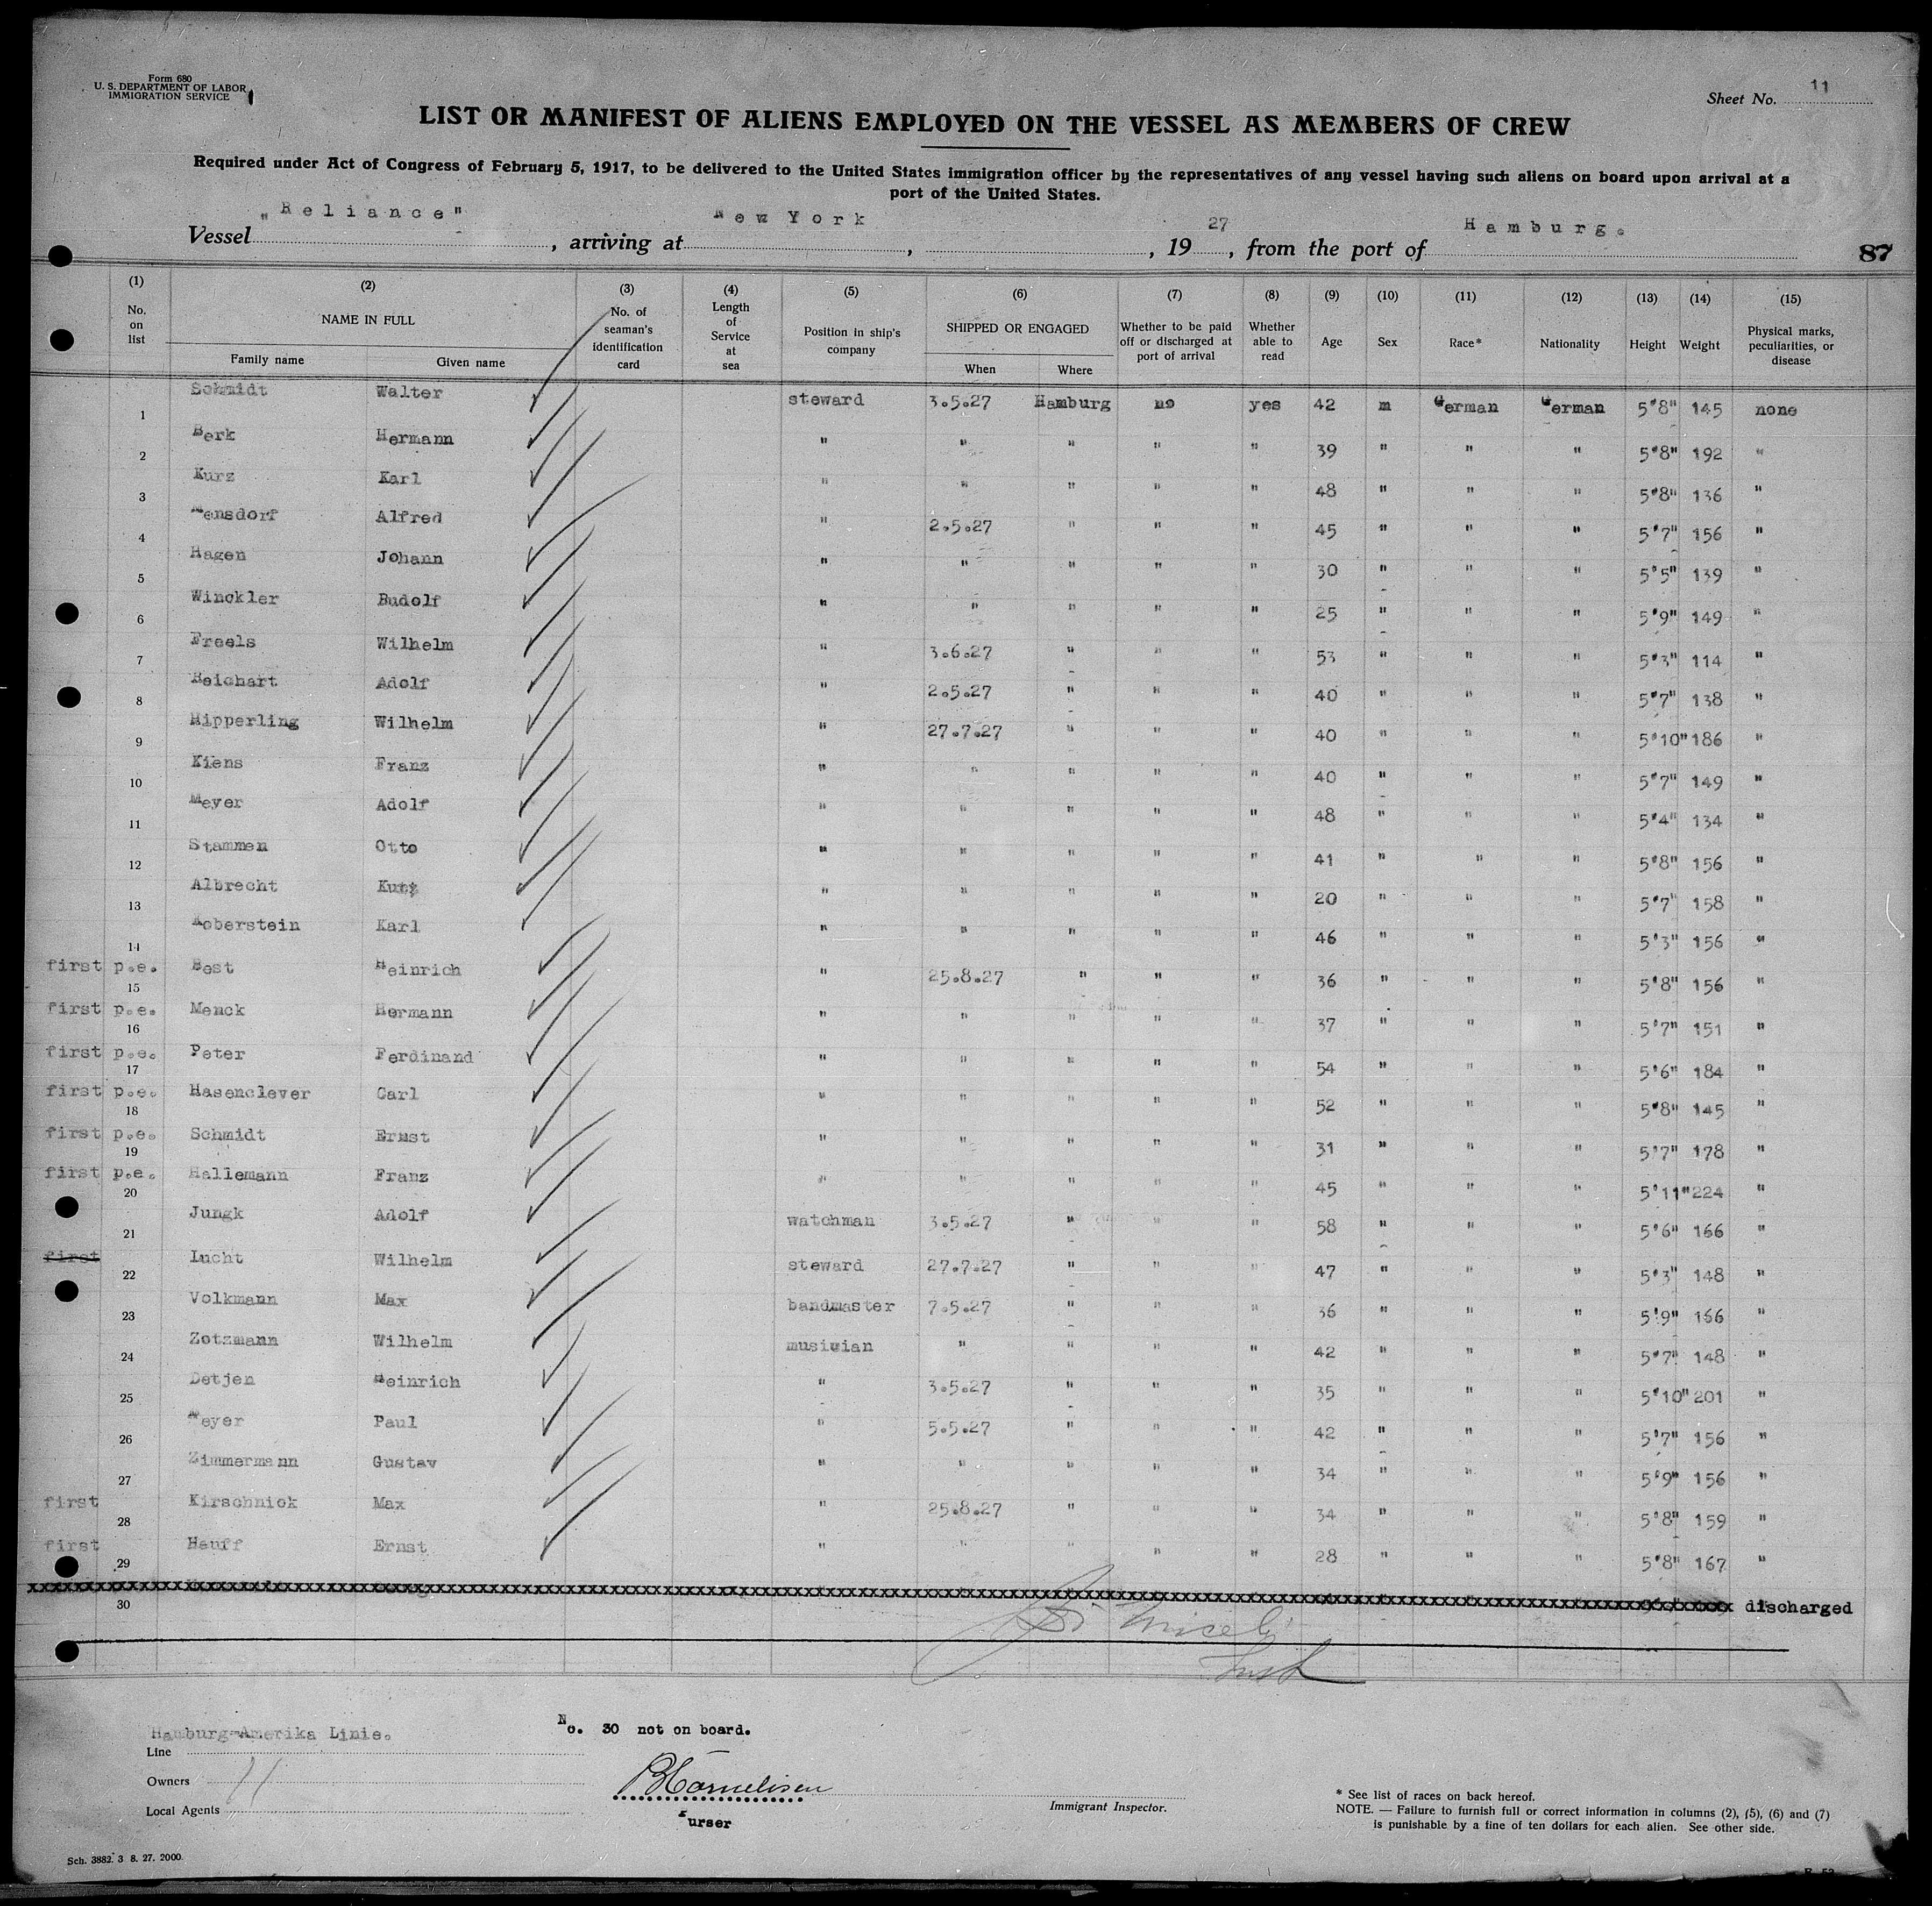 Form 680
U. S. DEPARTMENT OF LABOR
IMMIGRATION SERVICE
Sheet No. 11
LIST OR MANIFEST OF ALIENS EMPLOYED ON THE VESSEL AS MEMBERS OF CREW
Required under Act of Congress of February 5, 1917, to be delivered to the United States immigration officer by the representatives of any vessel having such aliens on board upon arrival at a
port of the United States.
Vessel "Reliance", arriving at New York, , 1927, from the port of Hamburg.
87
(1) (2) (3) (4) (5) (6) (7) (8) (9) (10) (11) (12) (13) (14) (15)
No. on list NAME IN FULL Family name Given name No. of seaman's identification card Length of Service at sea Position in ship's company SHIPPED OR ENGAGED When Where Whether to be paid off or discharged at port of arrival Whether able to read Age Sex Race* Nationality Height Weight Physical marks, peculiarities, or disease
1 Schmidt Walter steward 3.5.27 Hamburg no yes 42 m German German 5'8" 145 none
2 Berk Hermann " " " " " 39 " " " 5'8" 192 "
3 Kurz Karl " " " " " 48 " " " 5'8" 136 "
4 Mensdorf Alfred " 2.5.27 " " " 45 " " " 5'7" 156 "
5 Hagen Johann " " " " " 30 " " " 5'5" 139 "
6 Winckler Rudolf " " " " " 25 " " " 5'9" 149 "
7 Freels Wilhelm " 3.6.27 " " " 53 " " " 5'3" 114 "
8 Reichart Adolf " 2.5.27 " " " 40 " " " 5'7" 138 "
9 Hipperling Wilhelm " 27.7.27 " " " 40 " " " 5'10" 186 "
10 Kiens Franz " " " " " 40 " " " 5'7" 149 "
11 Meyer Adolf " " " " " 48 " " " 5'4" 134 "
12 Stammen Otto " " " " " 41 " " " 5'8" 156 "
13 Albrecht Kurt " " " " " 20 " " " 5'7" 158 "
14 Koberstein Karl " " " " " 46 " " " 5'3" 156 "
first p.e. 15 Best Heinrich " 25.8.27 " " " 36 " " " 5'8" 156 "
first p.e. 16 Menck Hermann " " " " " 37 " " " 5'7" 151 "
first p.e. 17 Peter Ferdinand " " " " " 54 " " " 5'6" 184 "
first p.e. 18 Hasenclever Carl " " " " " 52 " " " 5'8" 145 "
first p.e. 19 Schmidt Ernst " " " " " 31 " " " 5'7" 178 "
first p.e. 20 Hallemann Franz " " " " " 45 " " " 5'11" 224 "
21 Jungk Adolf watchman 3.5.27 " " " 58 " " " 5'6" 166 "
first 22 Lucht Wilhelm steward 27.7.27 " " " 47 " " " 5'3" 148 "
23 Volkmann Max bandmaster 7.5.27 " " " 36 " " " 5'9" 166 "
24 Zotzmann Wilhelm musician " " " " 42 " " " 5'7" 148 "
25 Detjen Heinrich " 3.5.27 " " " 35 " " " 5'10" 201 "
26 Meyer Paul " 5.5.27 " " " 42 " " " 5'7" 156 "
27 Zimmermann Gustav " " " " " 34 " " " 5'9" 156 "
first 28 Kirschnick Max " 25.8.27 " " " 34 " " " 5'8" 159 "
first 29 Hauff Ernst " " " " " 28 " " " 5'8" 167 "
30 discharged
Hamburg-Amerika Linie.
Line
No. 30 not on board.
Owners
Local Agents
Purser
Immigrant Inspector.
* See list of races on back hereof.
NOTE. — Failure to furnish full or correct information in columns (2), (5), (6) and (7)
is punishable by a fine of ten dollars for each alien. See other side.
Sch. 3882. 3 8. 27. 2000.